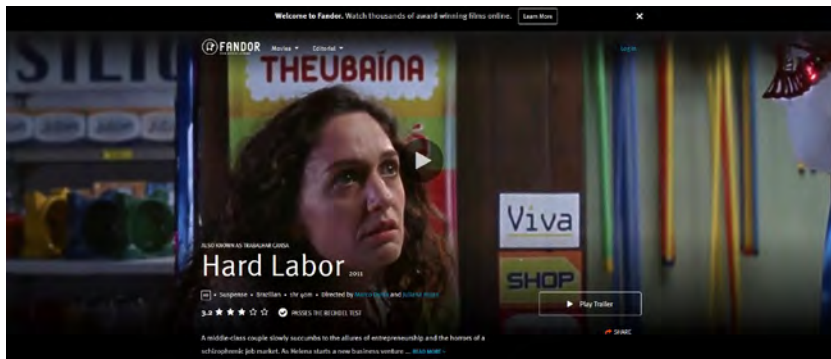 Welcome to Fandor. Watch thousands of award-winning films online. Learn More
FANDOR Movies Editorial Log in
THEUBAÍNA
Viva
SHOP
ALSO KNOWN AS TRABALHAR CANSA
Hard Labor 2011
HD • Suspense • Brazilian • 1hr 40m • Directed by
Play Trailer
3.2 PASSES THE BECHDEL TEST
SHARE
A middle-class couple slowly succumbs to the allures of entrepreneurship and the horrors of a
schizophrenic job market. As Helena starts a new business venture ... READ MORE